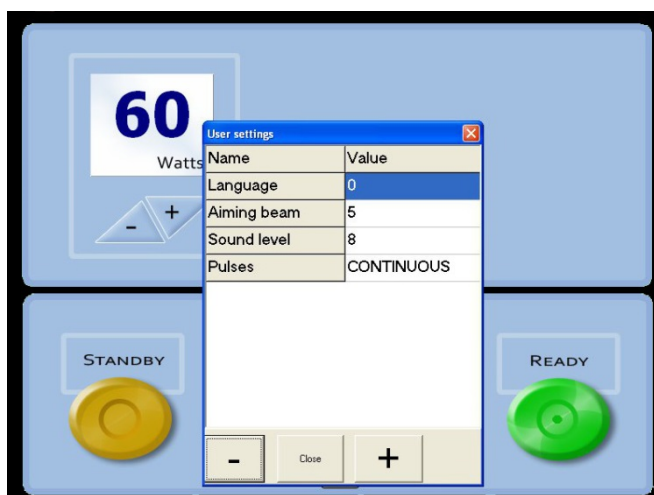 60
Watts
- +
User settings
Name Value
Language 0
Aiming beam 5
Sound level 8
Pulses CONTINUOUS
STANDBY
READY
- Close +